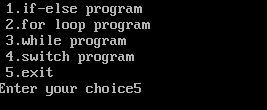 1.if-else program
2.for loop program
3.while program
4.switch program
5.exit
Enter your choice5